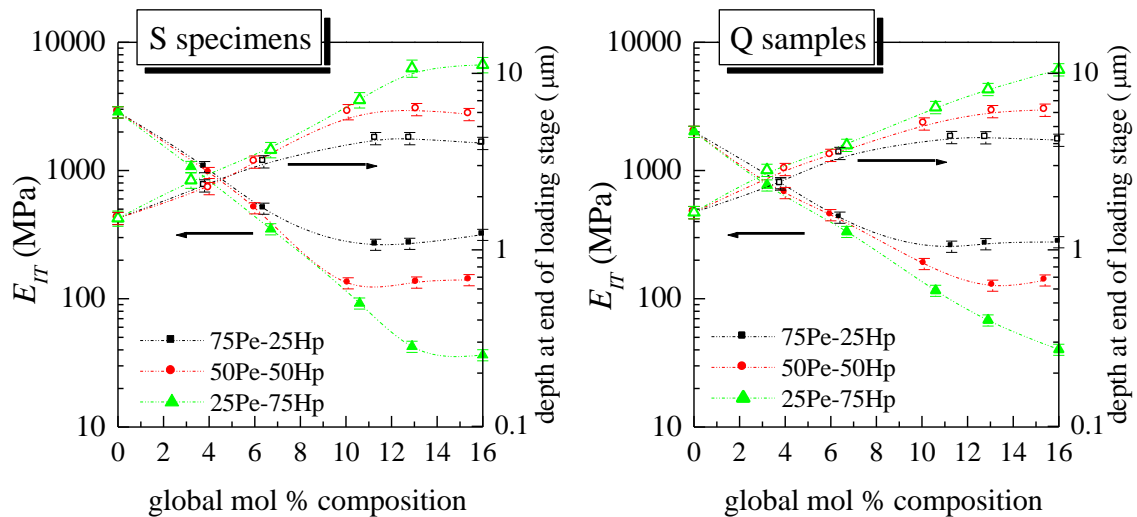 S specimens
10000
1000
100
10
E_IT (MPa)
10
1
0.1
depth at end of loading stage (μm)
75Pe-25Hp
50Pe-50Hp
25Pe-75Hp
0 2 4 6 8 10 12 14 16
global mol % composition
Q samples
10000
1000
100
10
E_IT (MPa)
10
1
0.1
depth at end of loading stage (μm)
75Pe-25Hp
50Pe-50Hp
25Pe-75Hp
0 2 4 6 8 10 12 14 16
global mol % composition